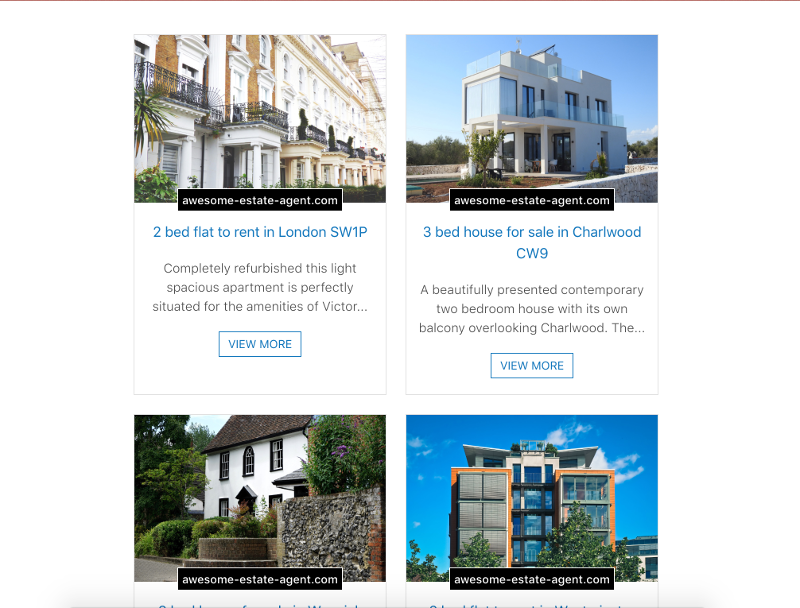 awesome-estate-agent.com
2 bed flat to rent in London SW1P
Completely refurbished this light
spacious apartment is perfectly
situated for the amenities of Victor...
VIEW MORE
awesome-estate-agent.com
3 bed house for sale in Charlwood
CW9
A beautifully presented contemporary
two bedroom house with its own
balcony overlooking Charlwood. The...
VIEW MORE
awesome-estate-agent.com
awesome-estate-agent.com